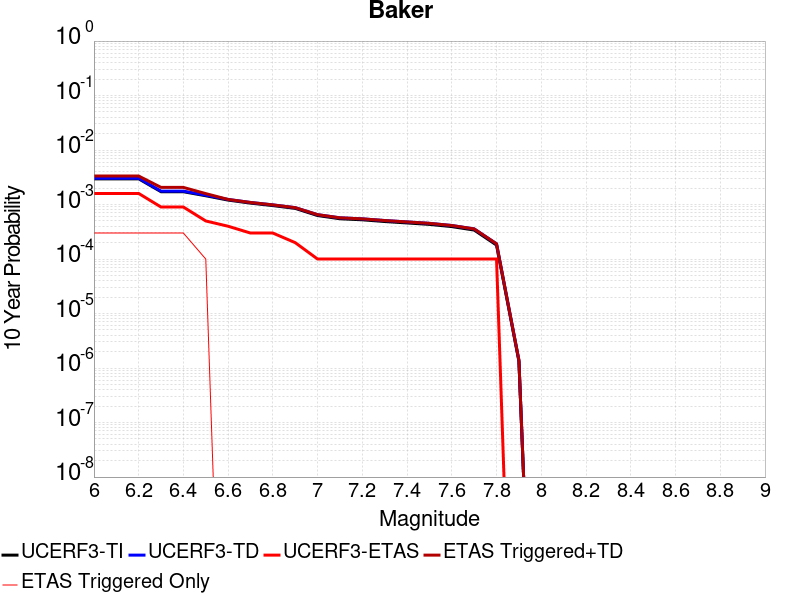 Baker
10^0
10^-1
10^-2
10^-3
10^-4
10^-5
10^-6
10^-7
10^-8
10 Year Probability
6 6.2 6.4 6.6 6.8 7 7.2 7.4 7.6 7.8 8 8.2 8.4 8.6 8.8 9
Magnitude
UCERF3-TI UCERF3-TD UCERF3-ETAS ETAS Triggered+TD
ETAS Triggered Only